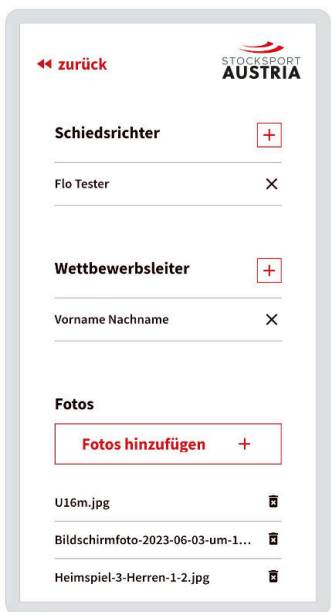 zurück
STOCKSPORT
AUSTRIA
Schiedsrichter
Flo Tester
Wettbewerbsleiter
Vorname Nachname
Fotos
Fotos hinzufügen +
U16m.jpg
Bildschirmfoto-2023-06-03-um-1...
Heimspiel-3-Herren-1-2.jpg